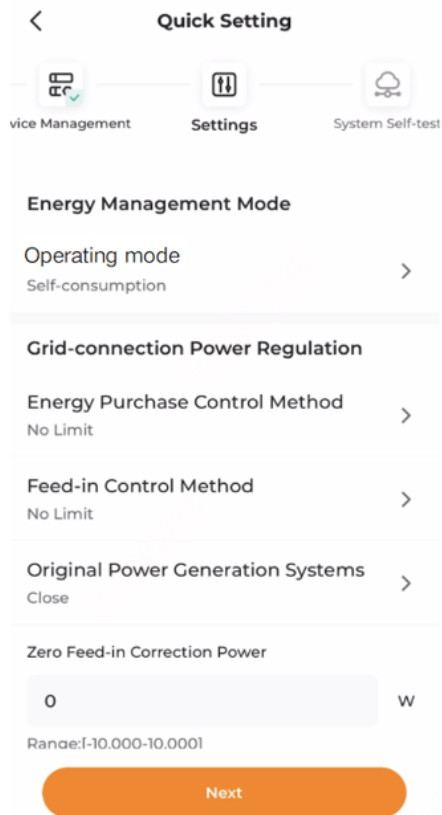 Quick Setting
vice Management
Settings
System Self-test
Energy Management Mode
Operating mode
Self-consumption
Grid-connection Power Regulation
Energy Purchase Control Method
No Limit
Feed-in Control Method
No Limit
Original Power Generation Systems
Close
Zero Feed-in Correction Power
0
W
Range:[-10.000-10.000]
Next